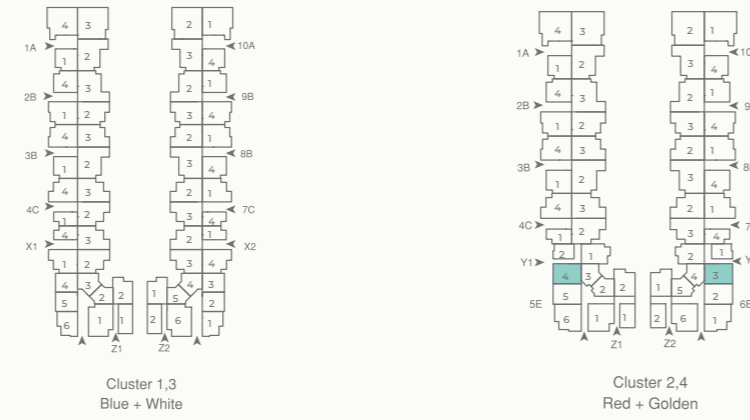 4 3 2 1
1A 10A
1 2 3 4
4 3 2 1
2B 9B
1 2 3 4
4 3 2 1
3B 8B
1 2 3 4
4 3 2 1
4C 7C
1 2 3 4
4 3 2 1
X1 X2
1 2 3 4
4 3 2 2 1 5 4 3
5 2
6 1 1 2 6 1
Z1 Z2
Cluster 1,3
Blue + White
4 3 2 1
1A 10
1 2 3 4
4 3 2 1
2B 9
1 2 3 4
4 3 2 1
3B 8
1 2 3 4
4 3 2 1
4C 7
1 2 3 4
2 1 2 1
Y1 Y
4 3 2 2 1 5 4 3
5E 5 2 6
6 1 1 2 6 1
Z1 Z2
Cluster 2,4
Red + Golden